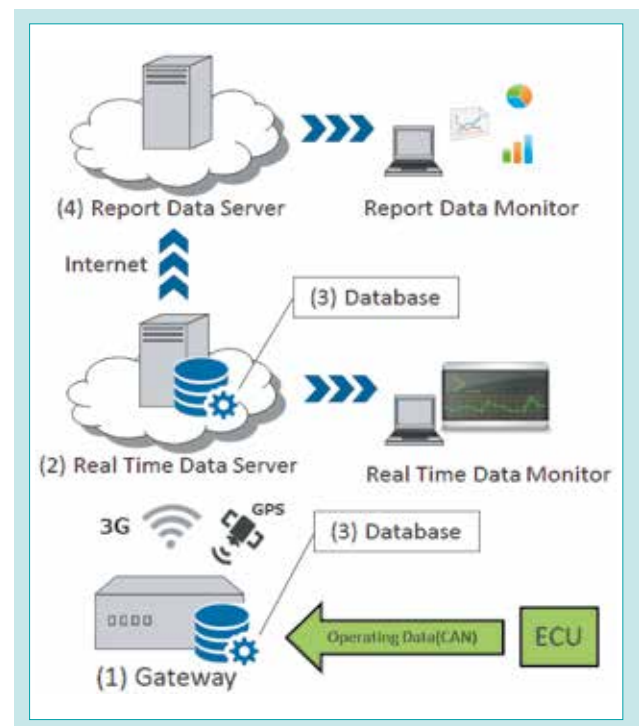 (4) Report Data Server
Report Data Monitor
Internet
(3) Database
(2) Real Time Data Server
Real Time Data Monitor
3G
GPS
(3) Database
Operating Data(CAN)
ECU
(1) Gateway